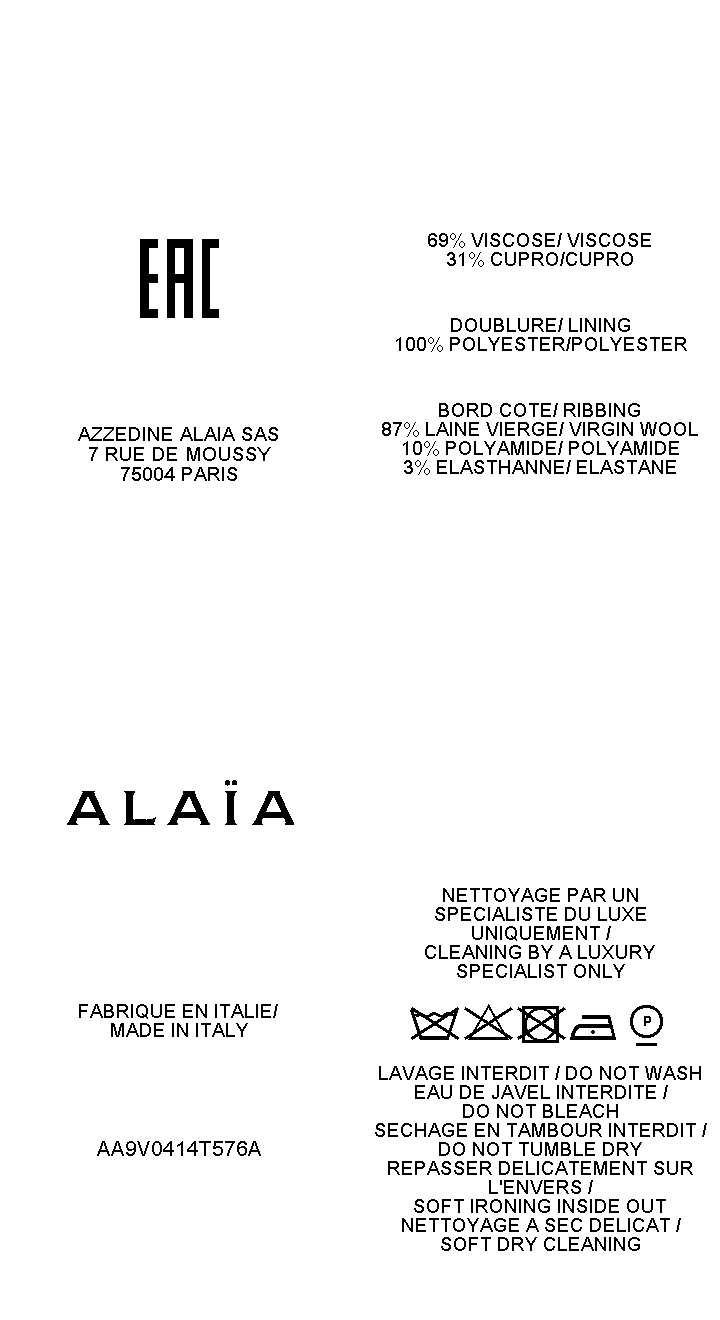 EAC
AZZEDINE ALAIA SAS
7 RUE DE MOUSSY
75004 PARIS
69% VISCOSE/ VISCOSE
31% CUPRO/CUPRO
DOUBLURE/ LINING
100% POLYESTER/POLYESTER
BORD COTE/ RIBBING
87% LAINE VIERGE/ VIRGIN WOOL
10% POLYAMIDE/ POLYAMIDE
3% ELASTHANNE/ ELASTANE
ALAÏA
FABRIQUE EN ITALIE/
MADE IN ITALY
AA9V0414T576A
NETTOYAGE PAR UN
SPECIALISTE DU LUXE
UNIQUEMENT /
CLEANING BY A LUXURY
SPECIALIST ONLY
P
LAVAGE INTERDIT / DO NOT WASH
EAU DE JAVEL INTERDITE /
DO NOT BLEACH
SECHAGE EN TAMBOUR INTERDIT /
DO NOT TUMBLE DRY
REPASSER DELICATEMENT SUR
L'ENVERS /
SOFT IRONING INSIDE OUT
NETTOYAGE A SEC DELICAT /
SOFT DRY CLEANING